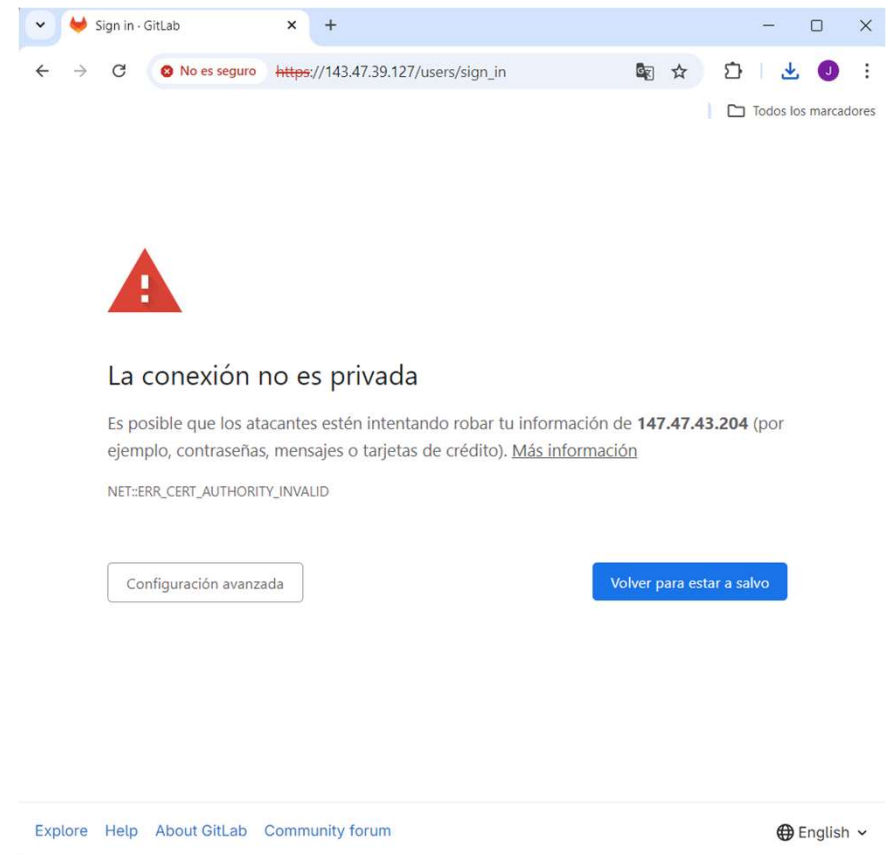 Sign in · GitLab
No es seguro https://143.47.39.127/users/sign_in
J
Todos los marcadores
!
La conexión no es privada
Es posible que los atacantes estén intentando robar tu información de 147.47.43.204 (por
ejemplo, contraseñas, mensajes o tarjetas de crédito). Más información
NET::ERR_CERT_AUTHORITY_INVALID
Configuración avanzada Volver para estar a salvo
Explore Help About GitLab Community forum English